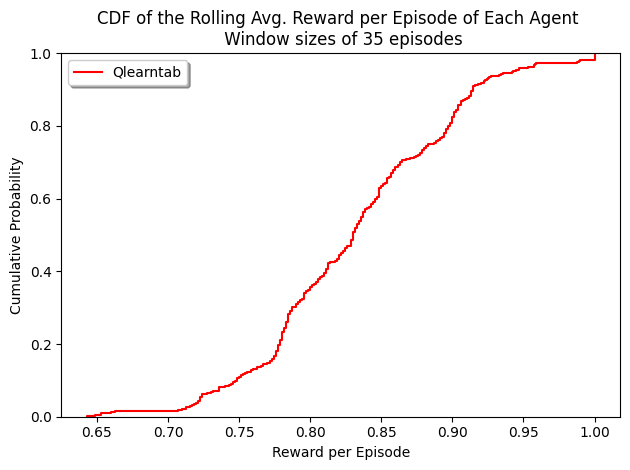 CDF of the Rolling Avg. Reward per Episode of Each Agent
Window sizes of 35 episodes
Qlearntab
Cumulative Probability
1.0
0.8
0.6
0.4
0.2
0.0
0.65 0.70 0.75 0.80 0.85 0.90 0.95 1.00
Reward per Episode